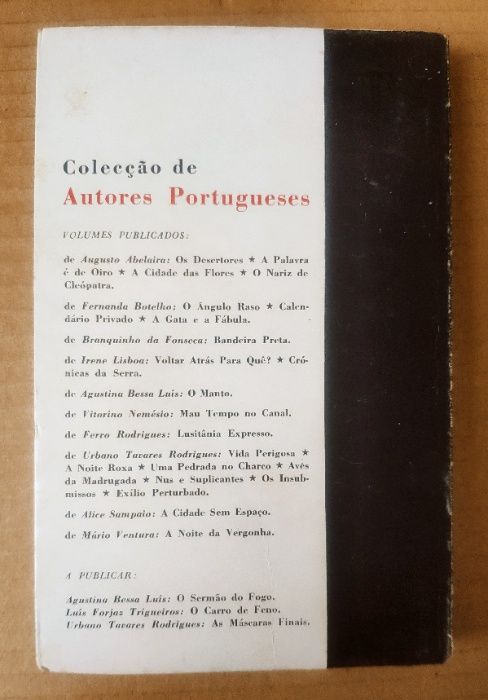 Colecção de
Autores Portugueses
VOLUMES PUBLICADOS:
de Augusto Abelaira: Os Desertores ★ A Palavra
é de Oiro ★ A Cidade das Flores ★ O Nariz de
Cleópatra.
de Fernanda Botelho: O Ângulo Raso ★ Calen-
dário Privado ★ A Gata e a Fábula.
de Branquinho da Fonseca: Bandeira Preta.
de Irene Lisboa: Voltar Atrás Para Quê? ★ Cró-
nicas da Serra.
de Agustina Bessa Luís: O Manto.
de Vitorino Nemésio: Mau Tempo no Canal.
de Ferro Rodrigues: Lusitânia Expresso.
de Urbano Tavares Rodrigues: Vida Perigosa ★
A Noite Roxa ★ Uma Pedrada no Charco ★ Aves
da Madrugada ★ Nus e Suplicantes ★ Os Insub-
missos ★ Exílio Perturbado.
de Alice Sampaio: A Cidade Sem Espaço.
de Mário Ventura: A Noite da Vergonha.
A PUBLICAR:
Agustina Bessa Luís: O Sermão do Fogo.
Luís Forjaz Trigueiros: O Carro de Feno.
Urbano Tavares Rodrigues: As Máscaras Finais.